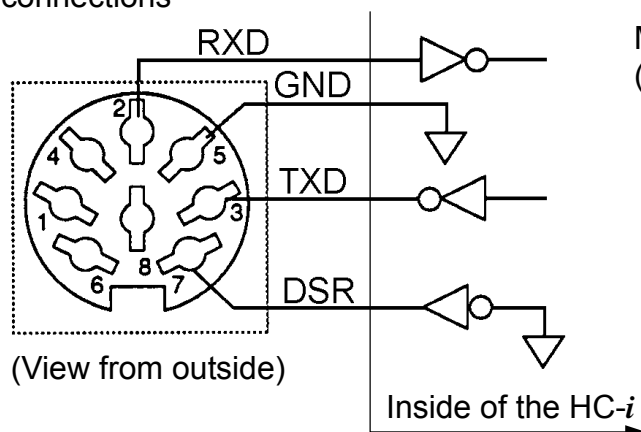 connections
RXD
GND
TXD
DSR
2
4
5
1
3
6
8
7
(View from outside)
Inside of the HC-i
M
(